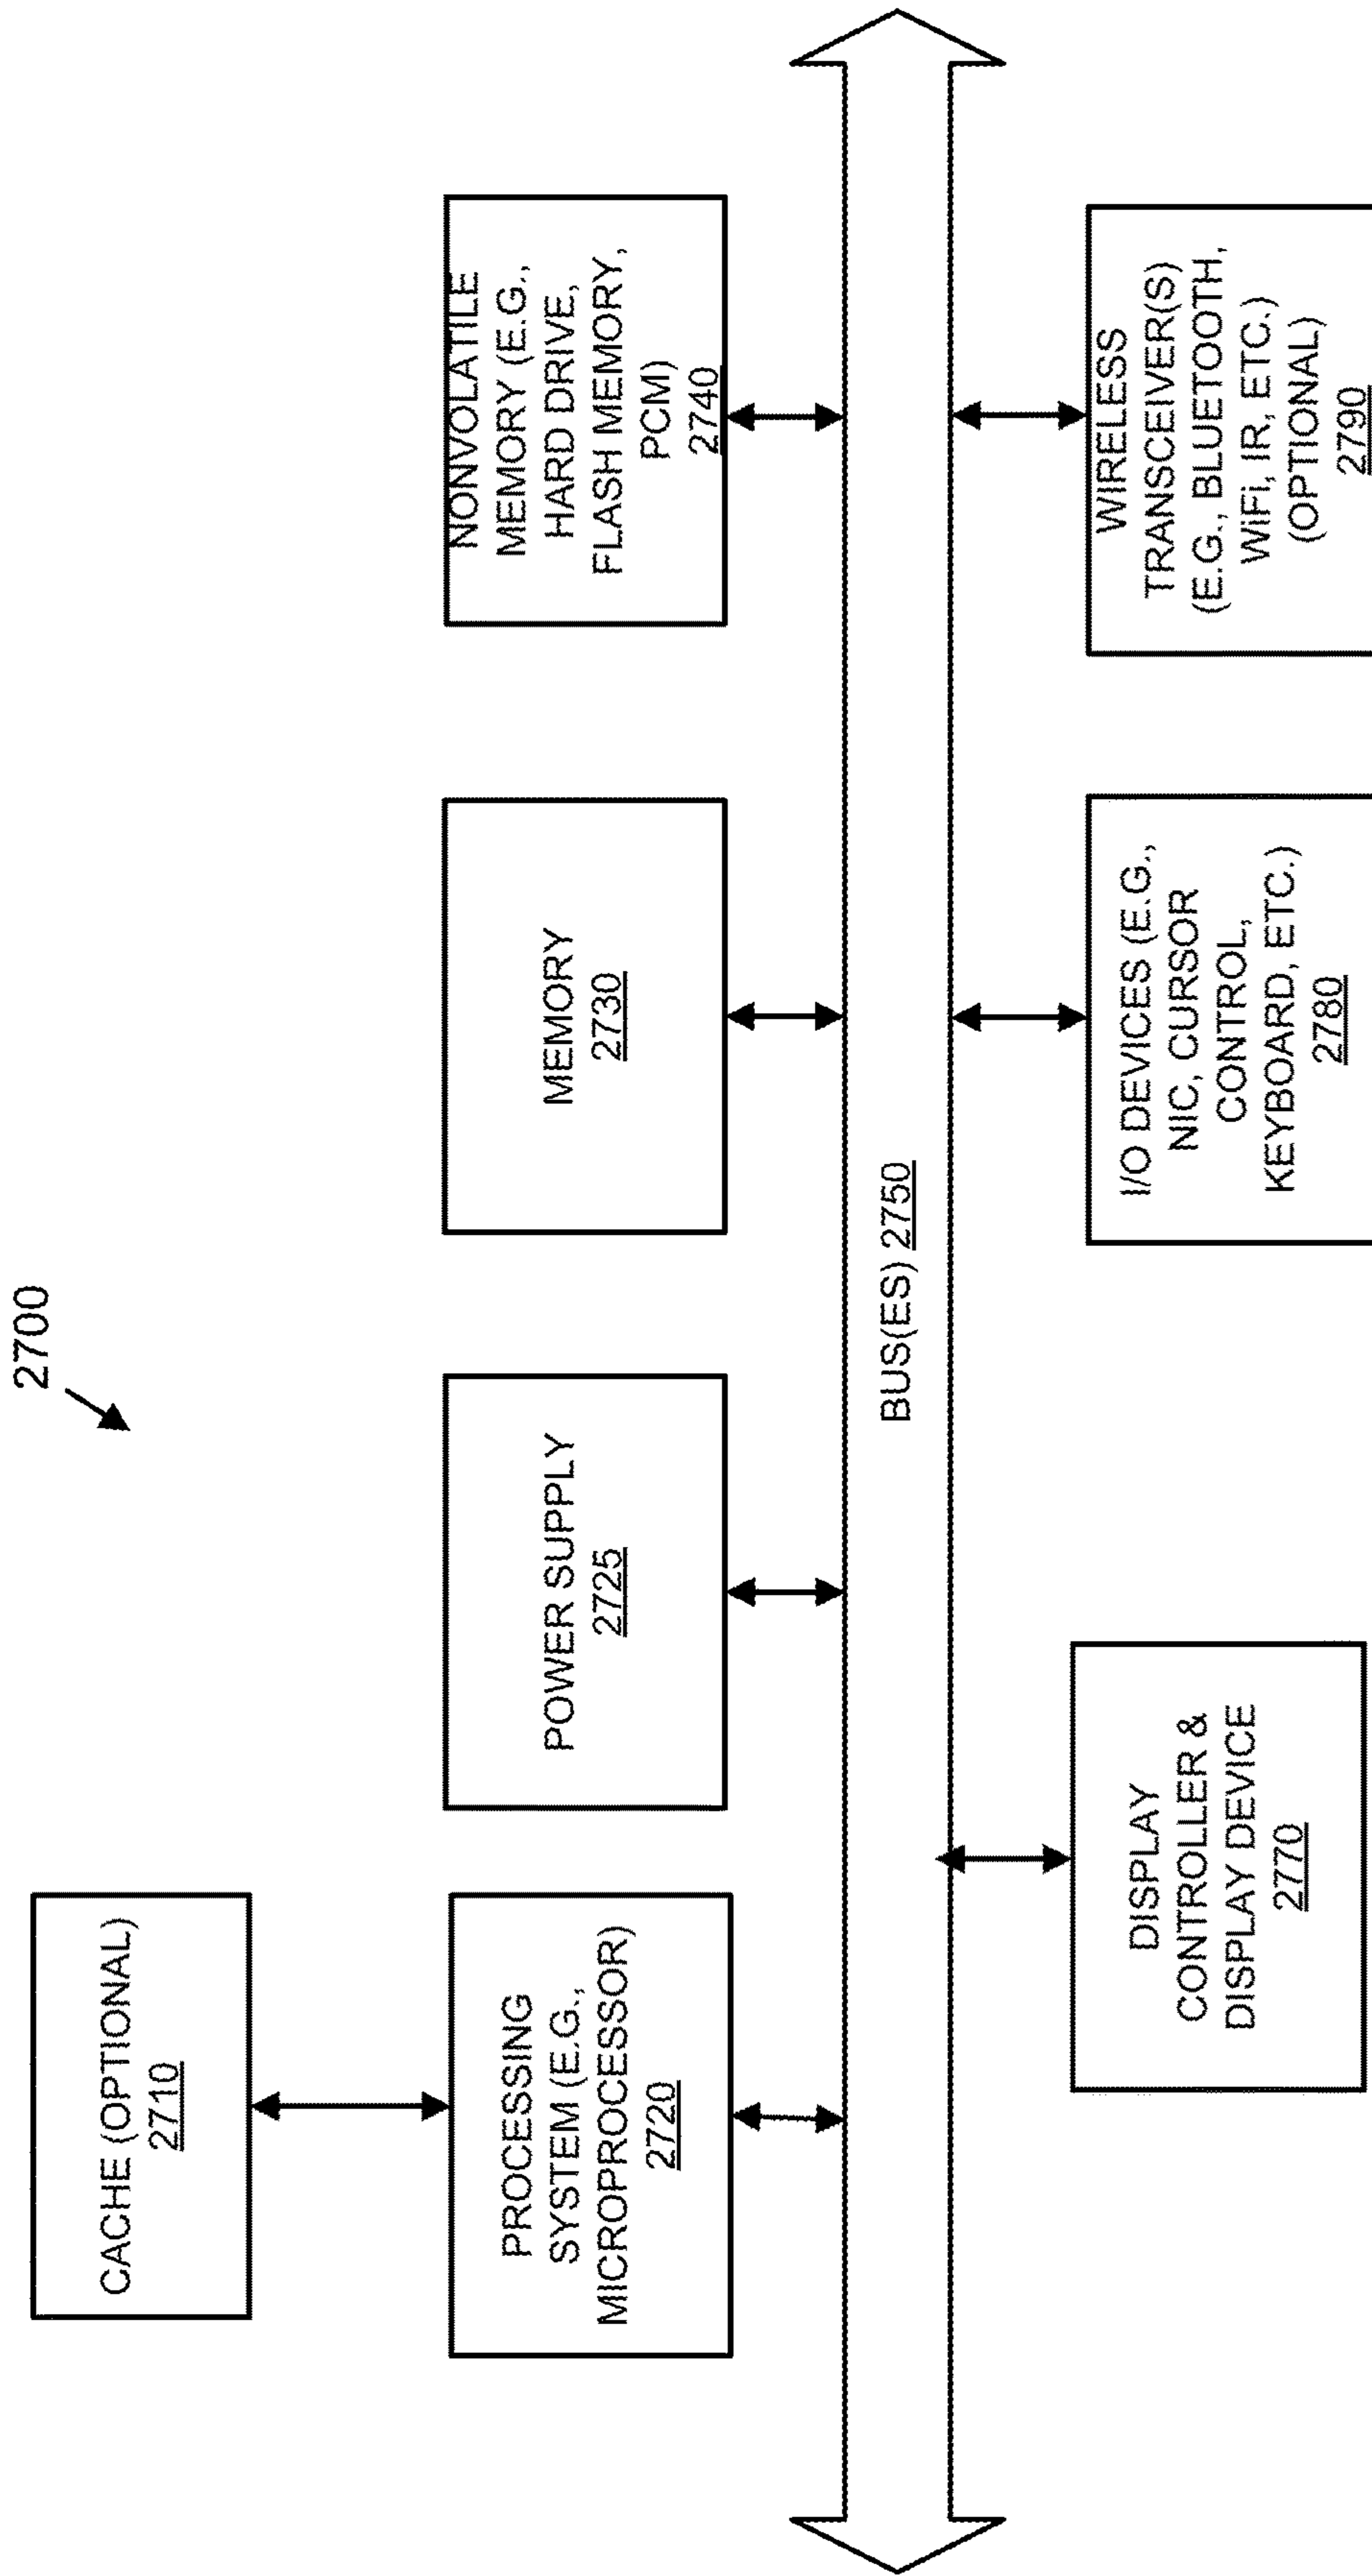 2700
CACHE (OPTIONAL)
2710
PROCESSING
SYSTEM (E.G.,
MICROPROCESSOR)
2720
POWER SUPPLY
2725
MEMORY
2730
NONVOLATILE
MEMORY (E.G.,
HARD DRIVE,
FLASH MEMORY,
PCM)
2740
BUS(ES) 2750
DISPLAY
CONTROLLER &
DISPLAY DEVICE
2770
I/O DEVICES (E.G.,
NIC, CURSOR
CONTROL,
KEYBOARD, ETC.)
2780
WIRELESS
TRANSCEIVER(S)
(E.G., BLUETOOTH,
WiFi, IR, ETC.)
(OPTIONAL)
2790